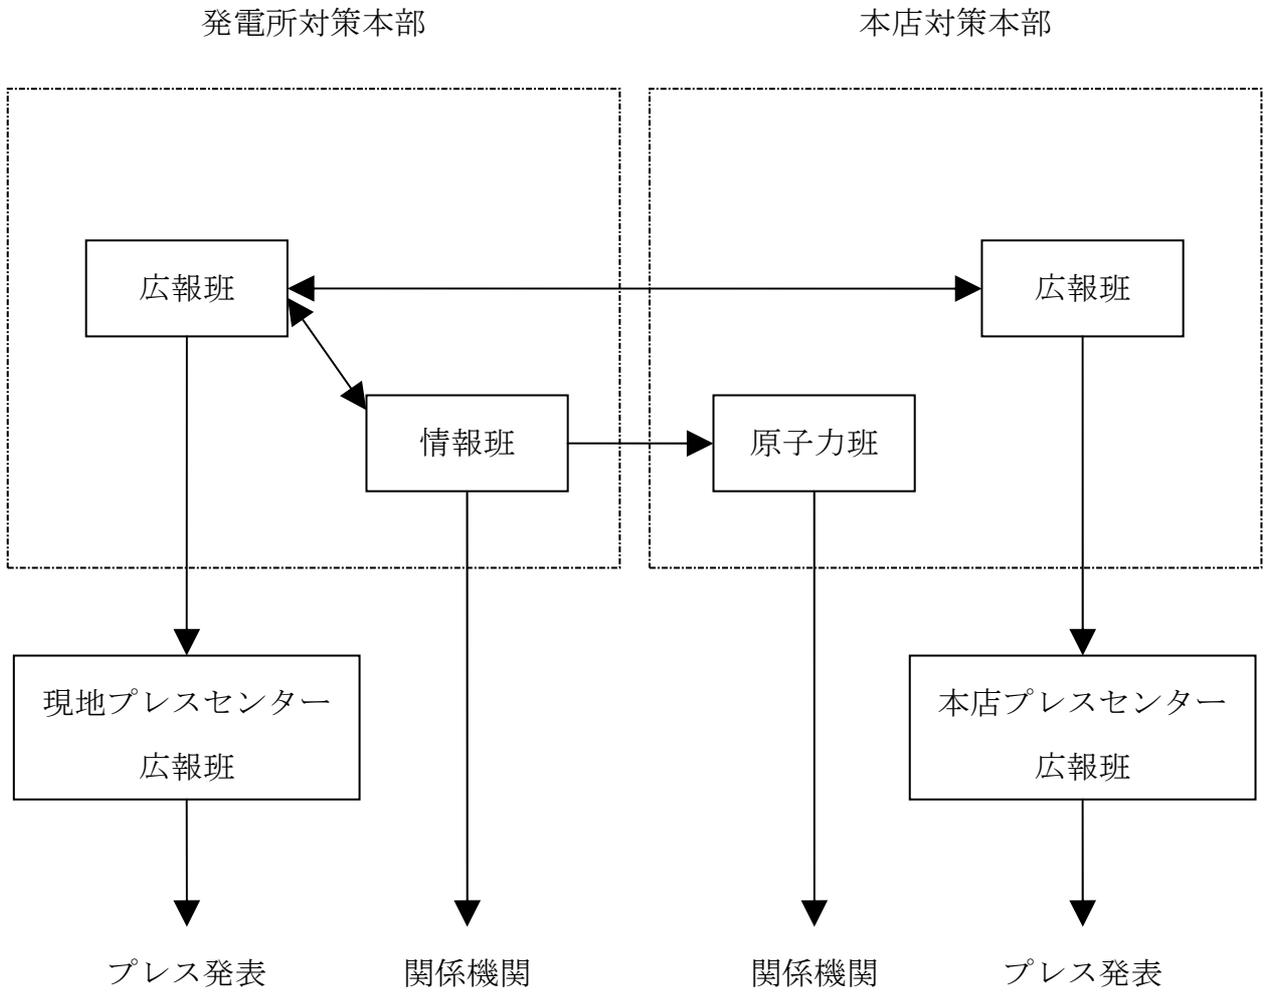 発電所対策本部
本店対策本部
広報班
広報班
情報班
原子力班
現地プレスセンター
広報班
本店プレスセンター
広報班
プレス発表
関係機関
関係機関
プレス発表